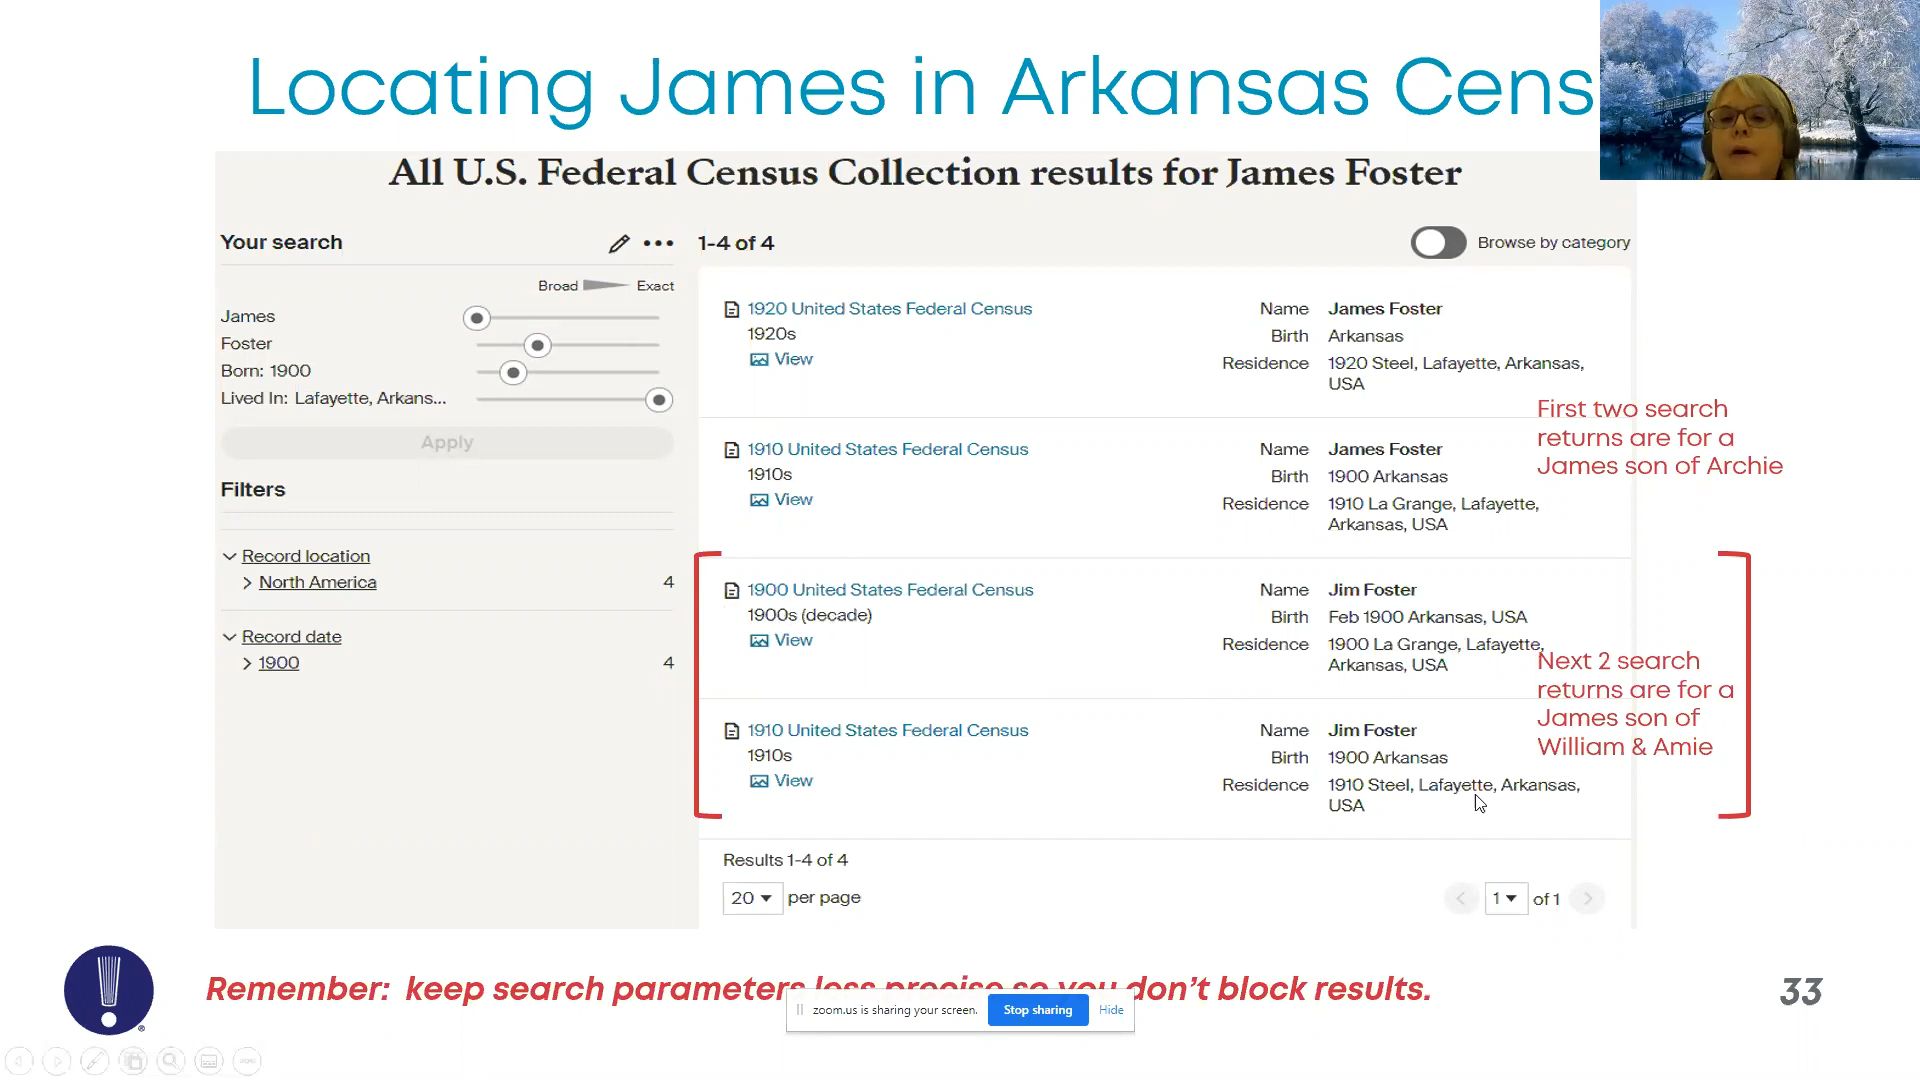 Locating James in Arkansas Cens
All U.S. Federal Census Collection results for James Foster
Your search
1-4 of 4
Browse by category
Broad Exact
James
Foster
Born: 1900
Lived In: Lafayette, Arkans...
Apply
Filters
Record location
North America 4
Record date
1900 4
1920 United States Federal Census
1920s
View
Name James Foster
Birth Arkansas
Residence 1920 Steel, Lafayette, Arkansas,
USA
1910 United States Federal Census
1910s
View
Name James Foster
Birth 1900 Arkansas
Residence 1910 La Grange, Lafayette,
Arkansas, USA
First two search
returns are for a
James son of Archie
1900 United States Federal Census
1900s (decade)
View
Name Jim Foster
Birth Feb 1900 Arkansas, USA
Residence 1900 La Grange, Lafayette,
Arkansas, USA
1910 United States Federal Census
1910s
View
Name Jim Foster
Birth 1900 Arkansas
Residence 1910 Steel, Lafayette, Arkansas,
USA
Next 2 search
returns are for a
James son of
William & Amie
Results 1-4 of 4
20 per page
1 of 1
Remember: keep search parameters less precise so you don't block results.
33
zoom.us is sharing your screen. Stop sharing Hide